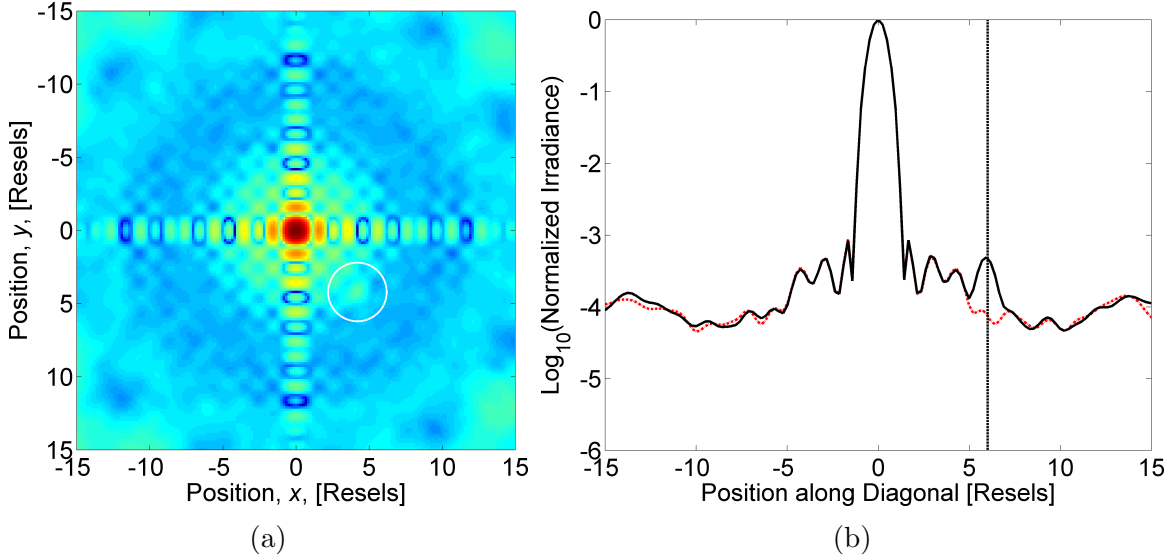 -15
-10
-5
0
5
10
15
Position, y, [Resels]
-15 -10 -5 0 5 10 15
Position, x, [Resels]
(a)
0
-1
-2
-3
-4
-5
-6
Log10(Normalized Irradiance)
-15 -10 -5 0 5 10 15
Position along Diagonal [Resels]
(b)